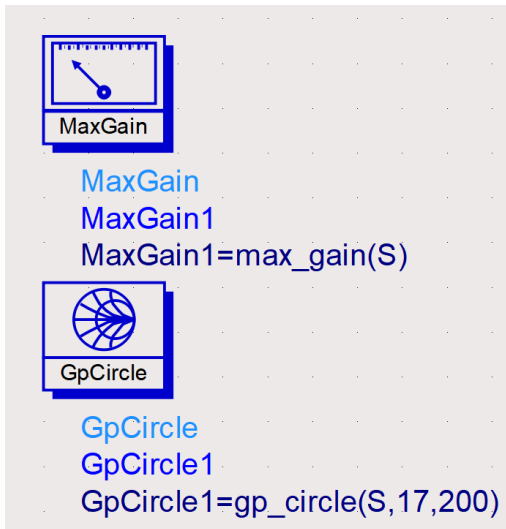 MaxGain
MaxGain
MaxGain1
MaxGain1=max_gain(S)
GpCircle
GpCircle
GpCircle1
GpCircle1=gp_circle(S,17,200)